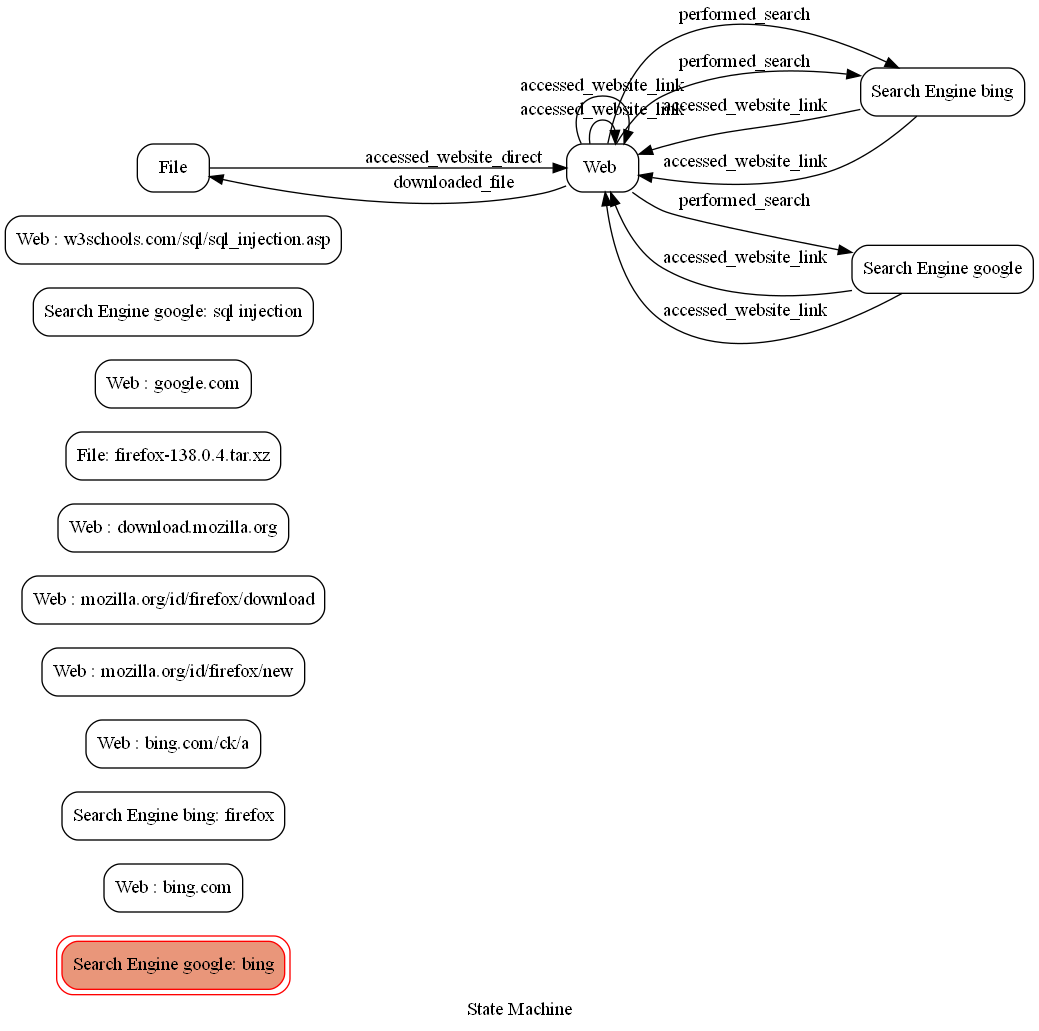 performed_search
performed_search
accessed_website_link
accessed_website_link
accessed_website_link
Search Engine bing
accessed_website_direct
File
Web
accessed_website_link
downloaded_file
performed_search
Web : w3schools.com/sql/sql_injection.asp
accessed_website_link
Search Engine google
Search Engine google: sql injection
accessed_website_link
Web : google.com
File: firefox-138.0.4.tar.xz
Web : download.mozilla.org
Web : mozilla.org/id/firefox/download
Web : mozilla.org/id/firefox/new
Web : bing.com/ck/a
Search Engine bing: firefox
Web : bing.com
Search Engine google: bing
State Machine